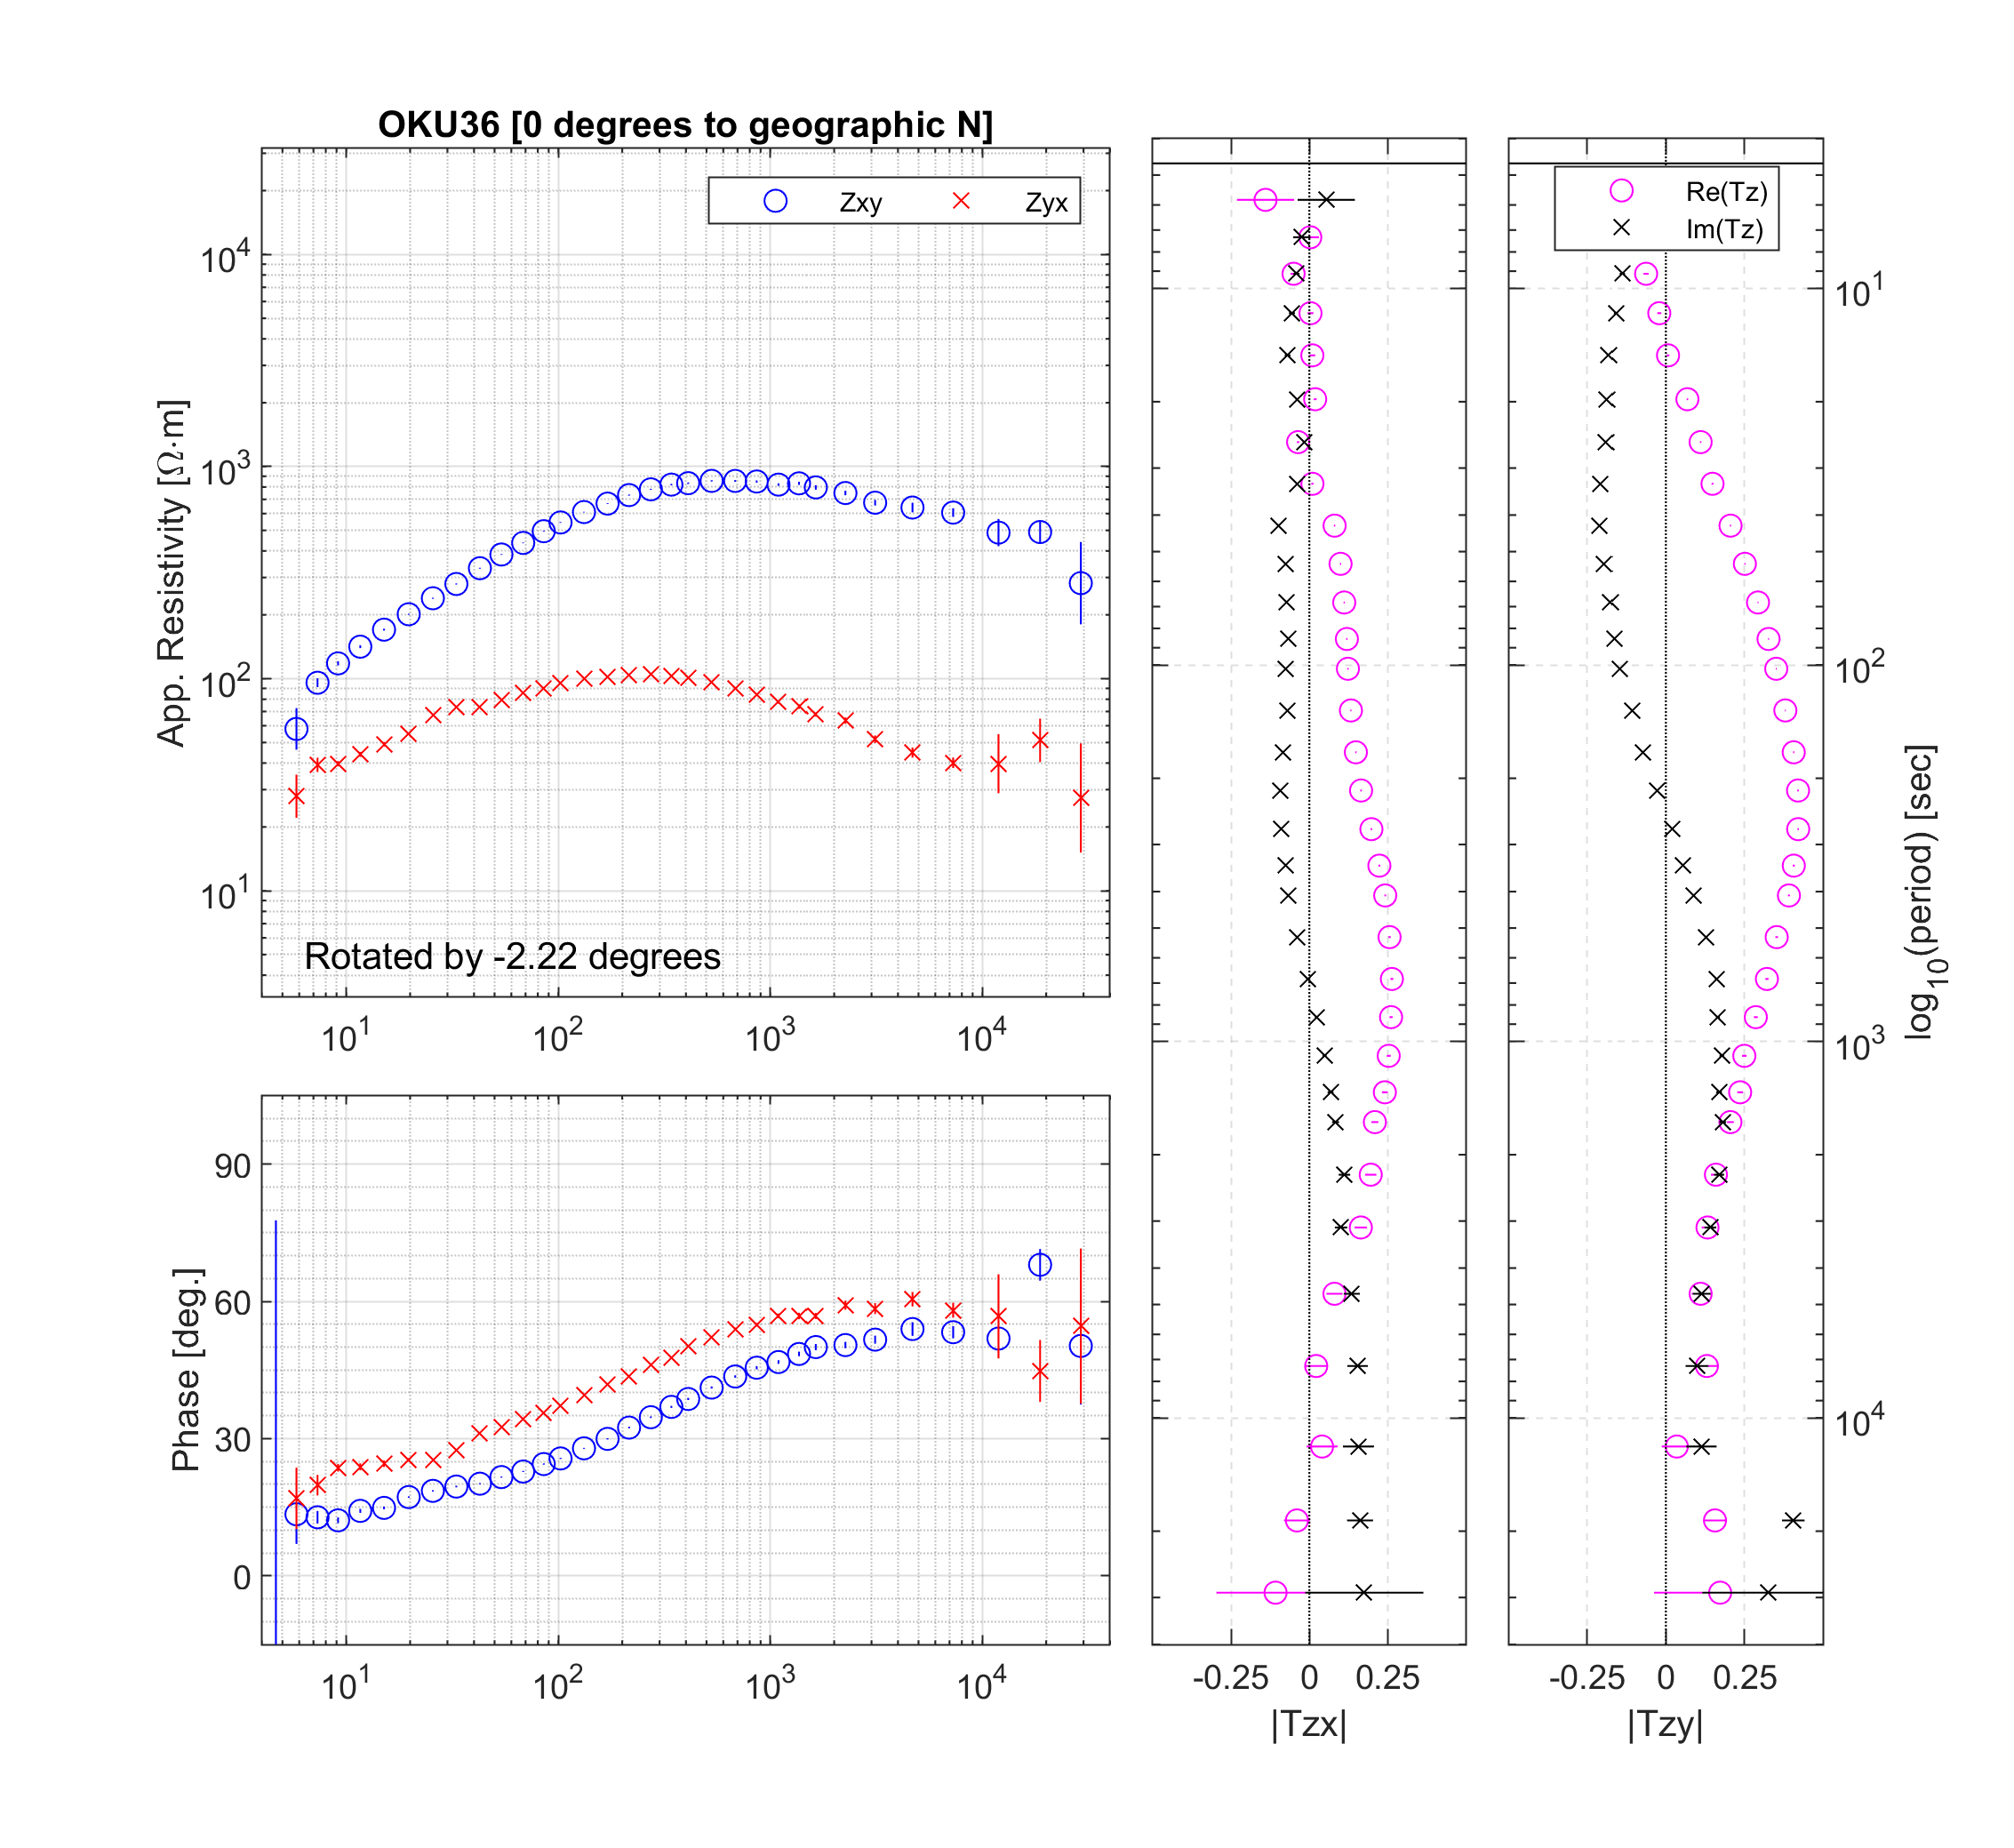 OKU36 [0 degrees to geographic N]
Zxy Zyx
App. Resistivity [Ω·m]
10^4
10^3
10^2
10^1
Rotated by -2.22 degrees
10^1 10^2 10^3 10^4
Phase [deg.]
90
60
30
0
10^1 10^2 10^3 10^4
-0.25 0 0.25
|Tzx|
Re(Tz)
Im(Tz)
10^1
10^2
10^3
10^4
log_10(period) [sec]
-0.25 0 0.25
|Tzy|